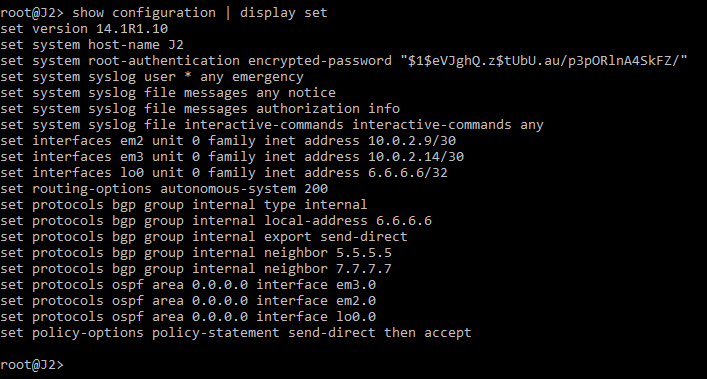 root@J2> show configuration | display set
set version 14.1R1.10
set system host-name J2
set system root-authentication encrypted-password "$1$eVJghQ.z$tUbU.au/p3pORlnA4SkFZ/"
set system syslog user * any emergency
set system syslog file messages any notice
set system syslog file messages authorization info
set system syslog file interactive-commands interactive-commands any
set interfaces em2 unit 0 family inet address 10.0.2.9/30
set interfaces em3 unit 0 family inet address 10.0.2.14/30
set interfaces lo0 unit 0 family inet address 6.6.6.6/32
set routing-options autonomous-system 200
set protocols bgp group internal type internal
set protocols bgp group internal local-address 6.6.6.6
set protocols bgp group internal export send-direct
set protocols bgp group internal neighbor 5.5.5.5
set protocols bgp group internal neighbor 7.7.7.7
set protocols ospf area 0.0.0.0 interface em3.0
set protocols ospf area 0.0.0.0 interface em2.0
set protocols ospf area 0.0.0.0 interface lo0.0
set policy-options policy-statement send-direct then accept
root@J2>